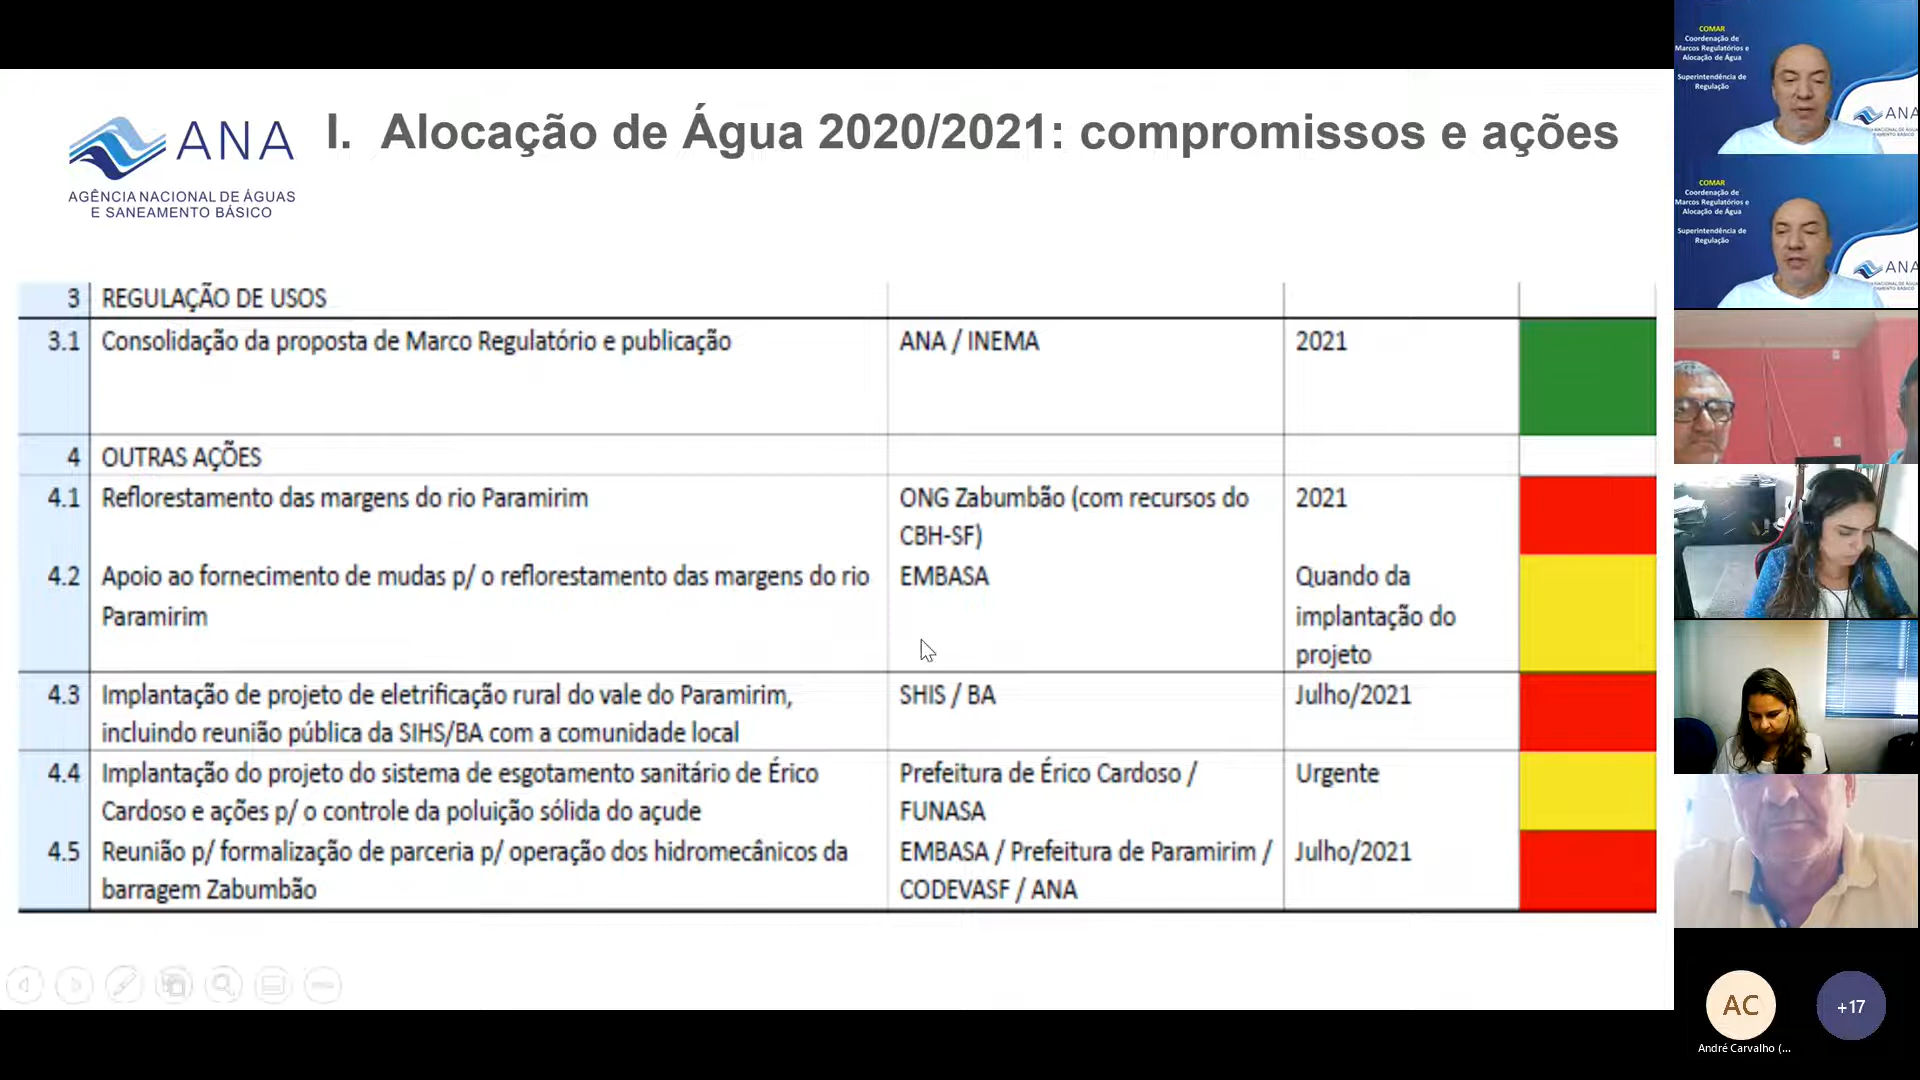 ANA
AGÊNCIA NACIONAL DE ÁGUAS
E SANEAMENTO BÁSICO
I. Alocação de Água 2020/2021: compromissos e ações
3 REGULAÇÃO DE USOS
3.1 Consolidação da proposta de Marco Regulatório e publicação ANA / INEMA 2021
4 OUTRAS AÇÕES
4.1 Reflorestamento das margens do rio Paramirim ONG Zabumbão (com recursos do 2021
CBH-SF)
4.2 Apoio ao fornecimento de mudas p/ o reflorestamento das margens do rio EMBASA Quando da
Paramirim implantação do
projeto
4.3 Implantação de projeto de eletrificação rural do vale do Paramirim, SHIS / BA Julho/2021
incluindo reunião pública da SIHS/BA com a comunidade local
4.4 Implantação do projeto do sistema de esgotamento sanitário de Érico Prefeitura de Érico Cardoso / Urgente
Cardoso e ações p/ o controle da poluição sólida do açude FUNASA
4.5 Reunião p/ formalização de parceria p/ operação dos hidromecânicos da EMBASA / Prefeitura de Paramirim / Julho/2021
barragem Zabumbão CODEVASF / ANA
COMAR
Coordenação de
Marcos Regulatórios e
Alocação de Água
Superintendência de
Regulação
ANA
COMAR
Coordenação de
Marcos Regulatórios e
Alocação de Água
Superintendência de
Regulação
ANA
AC
+17
André Carvalho (...